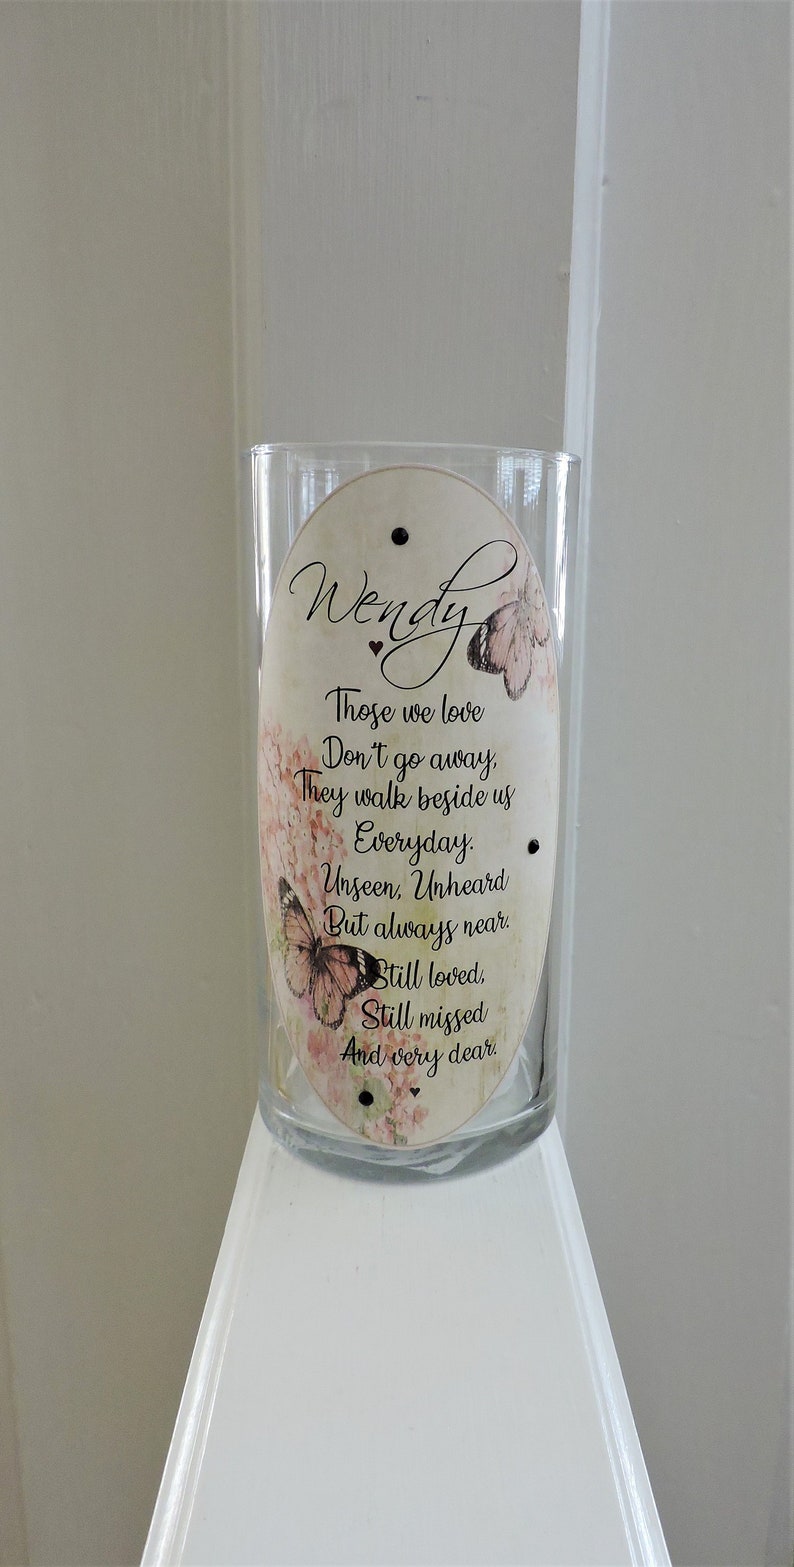 Wendy
Those we love
Don't go away,
They walk beside us
Everyday.
Unseen, Unheard
But always near.
Still loved,
Still missed
And very dear.